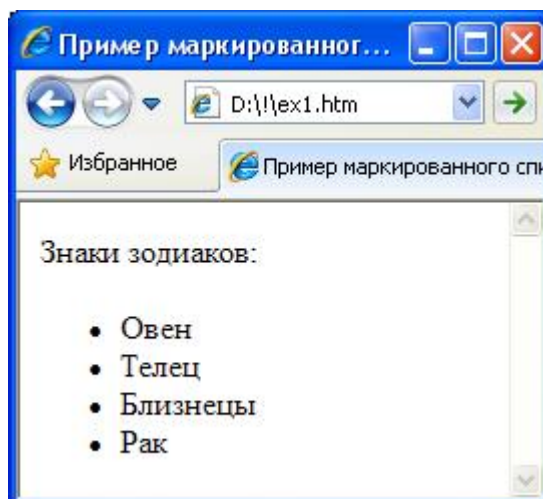 Пример маркированног...
D:\!\ex1.htm
Избранное
Пример маркированного спи
Знаки зодиаков:
• Овен
• Телец
• Близнецы
• Рак